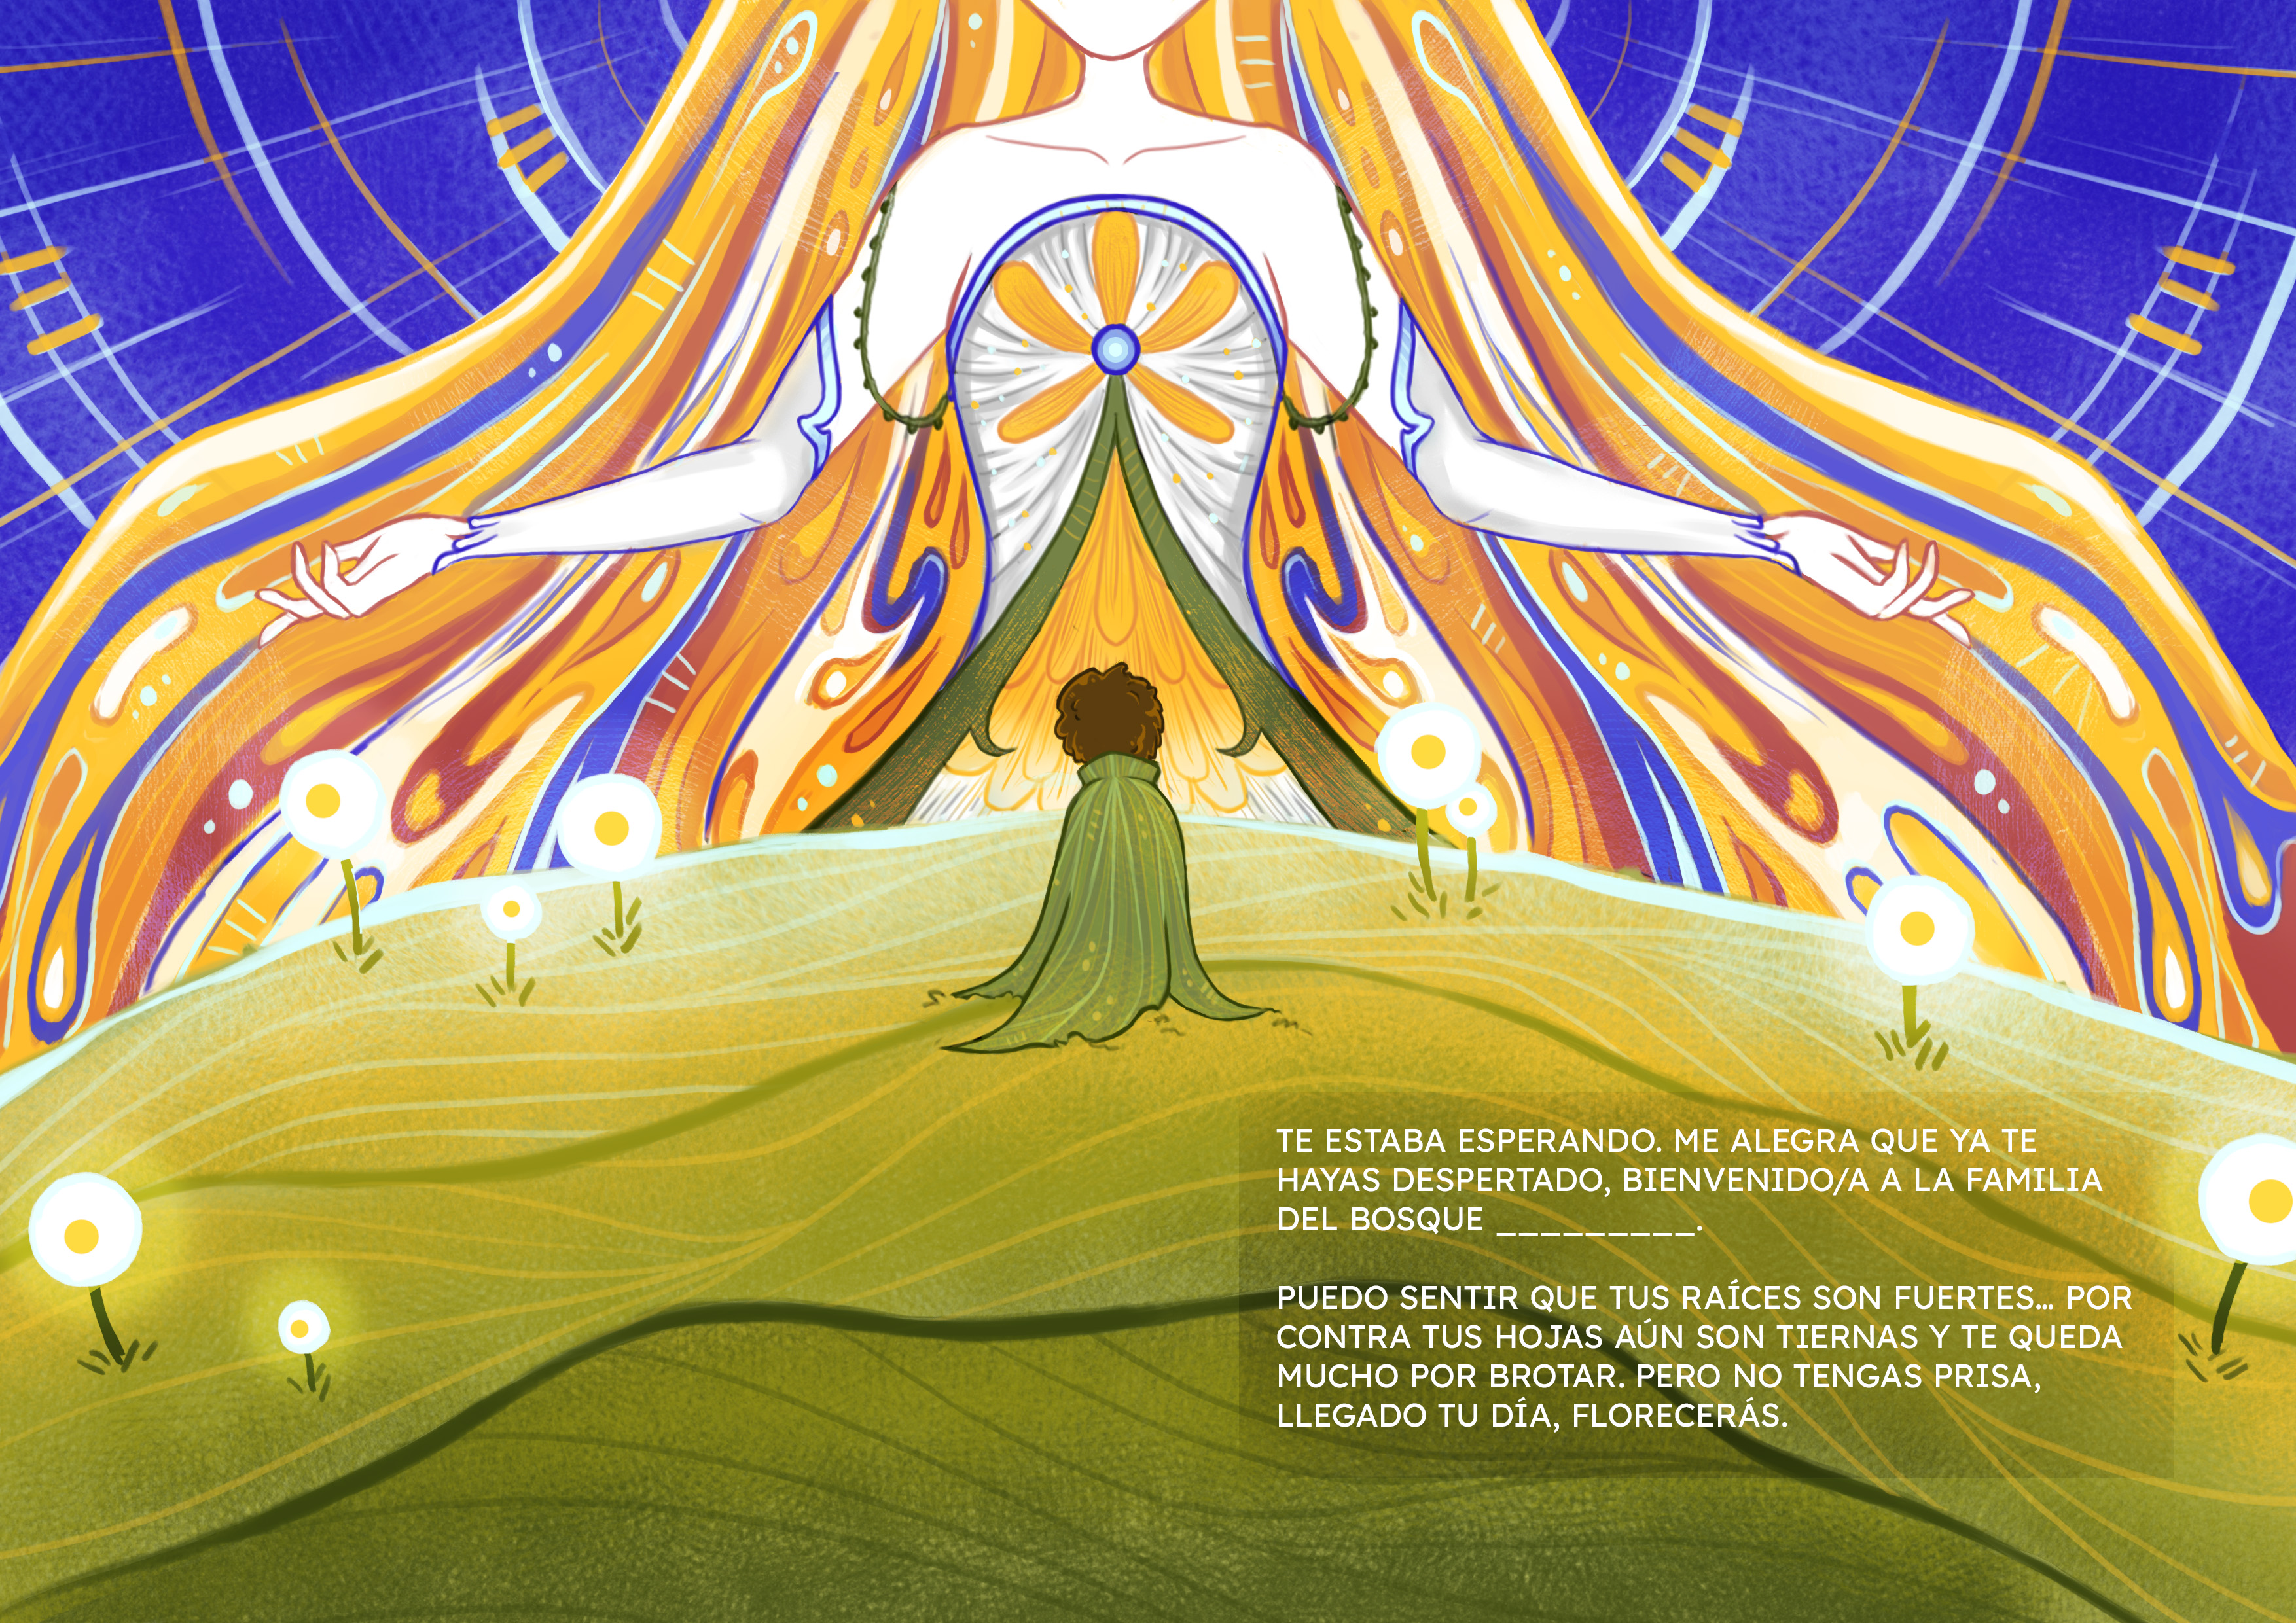 TE ESTABA ESPERANDO. ME ALEGRA QUE YA TE
HAYAS DESPERTADO, BIENVENIDO/A A LA FAMILIA
DEL BOSQUE _________.
PUEDO SENTIR QUE TUS RAÍCES SON FUERTES... POR
CONTRA TUS HOJAS AÚN SON TIERNAS Y TE QUEDA
MUCHO POR BROTAR. PERO NO TENGAS PRISA,
LLEGADO TU DÍA, FLORECERÁS.